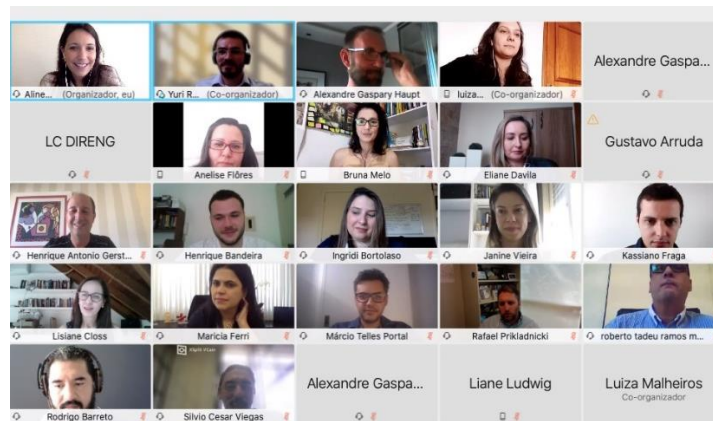 Aline... (Organizador, eu)
Yuri R... (Co-organizador)
Alexandre Gaspary Haupt
luiza... (Co-organizador)
Alexandre Gaspa...
LC DIRENG
Anelise Flôres
Bruna Melo
Eliane Davila
Gustavo Arruda
Henrique Antonio Gerst...
Henrique Bandeira
Ingridi Bortolaso
Janine Vieira
Kassiano Fraga
Lisiane Closs
Maricia Ferri
Márcio Telles Portal
Rafael Prikladnicki
roberto tadeu ramos m...
Rodrigo Barreto
Silvio Cesar Viegas
Alexandre Gaspa...
Liane Ludwig
Luiza Malheiros
Co-organizador